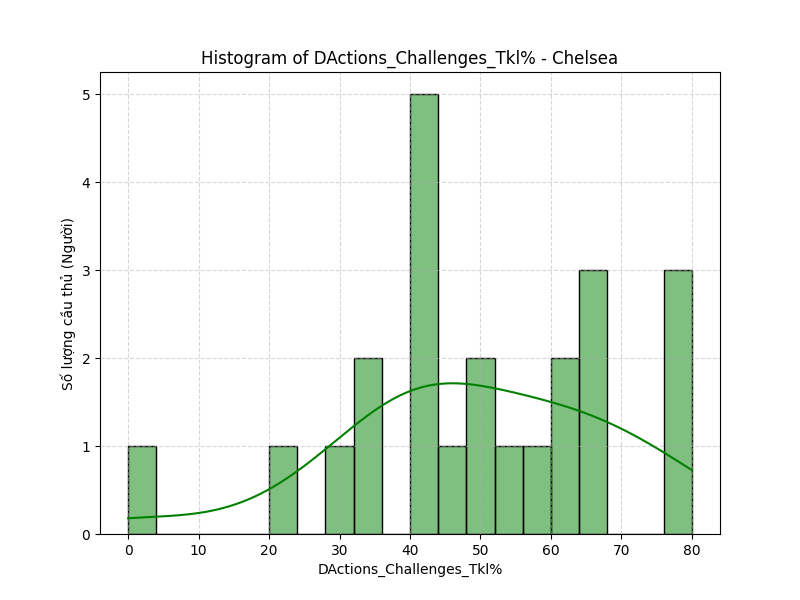 Histogram of DActions_Challenges_Tkl% - Chelsea
Số lượng cầu thủ (Người)
5
4
3
2
1
0
0 10 20 30 40 50 60 70 80
DActions_Challenges_Tkl%